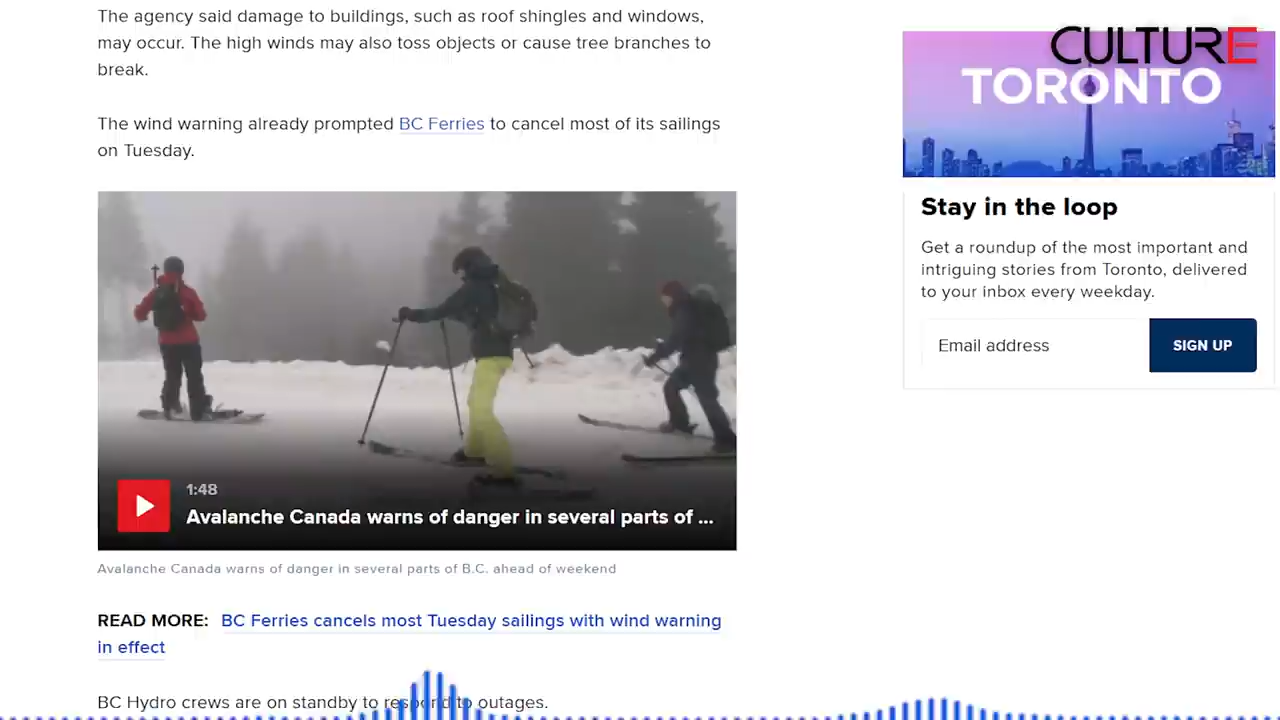 The agency said damage to buildings, such as roof shingles and windows,
may occur. The high winds may also toss objects or cause tree branches to
break.
The wind warning already prompted BC Ferries to cancel most of its sailings
on Tuesday.
1:48
Avalanche Canada warns of danger in several parts of ...
Avalanche Canada warns of danger in several parts of B.C. ahead of weekend
READ MORE: BC Ferries cancels most Tuesday sailings with wind warning
in effect
BC Hydro crews are on standby to respond to outages.
CULTURE
TORONTO
Stay in the loop
Get a roundup of the most important and
intriguing stories from Toronto, delivered
to your inbox every weekday.
Email address
SIGN UP